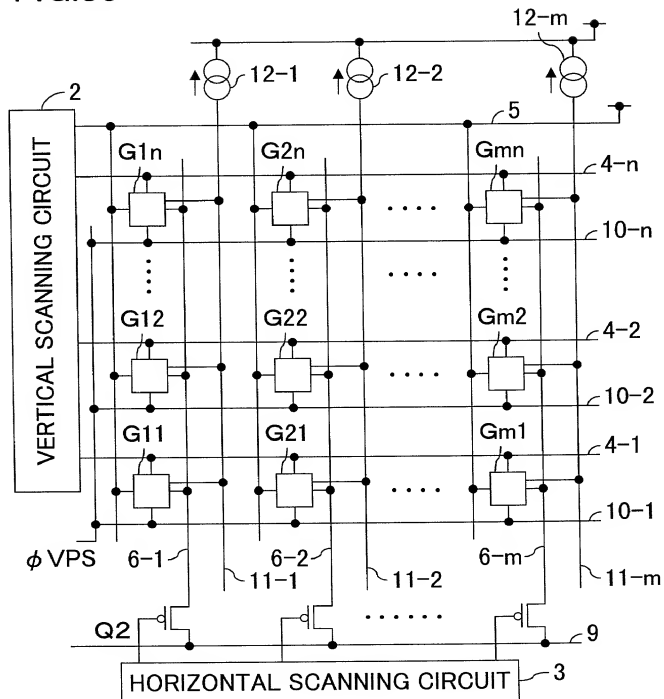 12-m
12-1
12-2
2
5
G1n
G2n
Gmn
4-n
10-n
VERTICAL SCANNING CIRCUIT
G12
G22
Gm2
4-2
10-2
G11
G21
Gm1
4-1
10-1
φVPS
6-1
6-2
6-m
11-1
11-2
11-m
Q2
9
HORIZONTAL SCANNING CIRCUIT
3